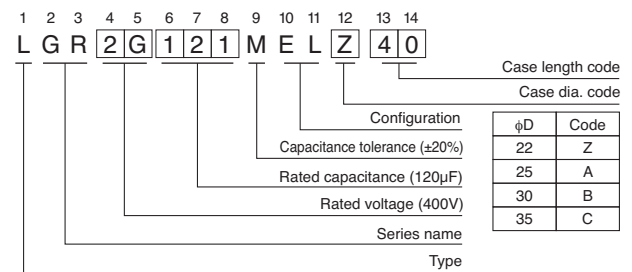 1 2 3 4 5 6 7 8 9 10 11 12 13 14
L G R 2 G 1 2 1 M E L Z 4 0
Case length code
Case dia. code
Configuration
Capacitance tolerance (±20%)
Rated capacitance (120µF)
Rated voltage (400V)
Series name
Type
ϕD Code
22 Z
25 A
30 B
35 C